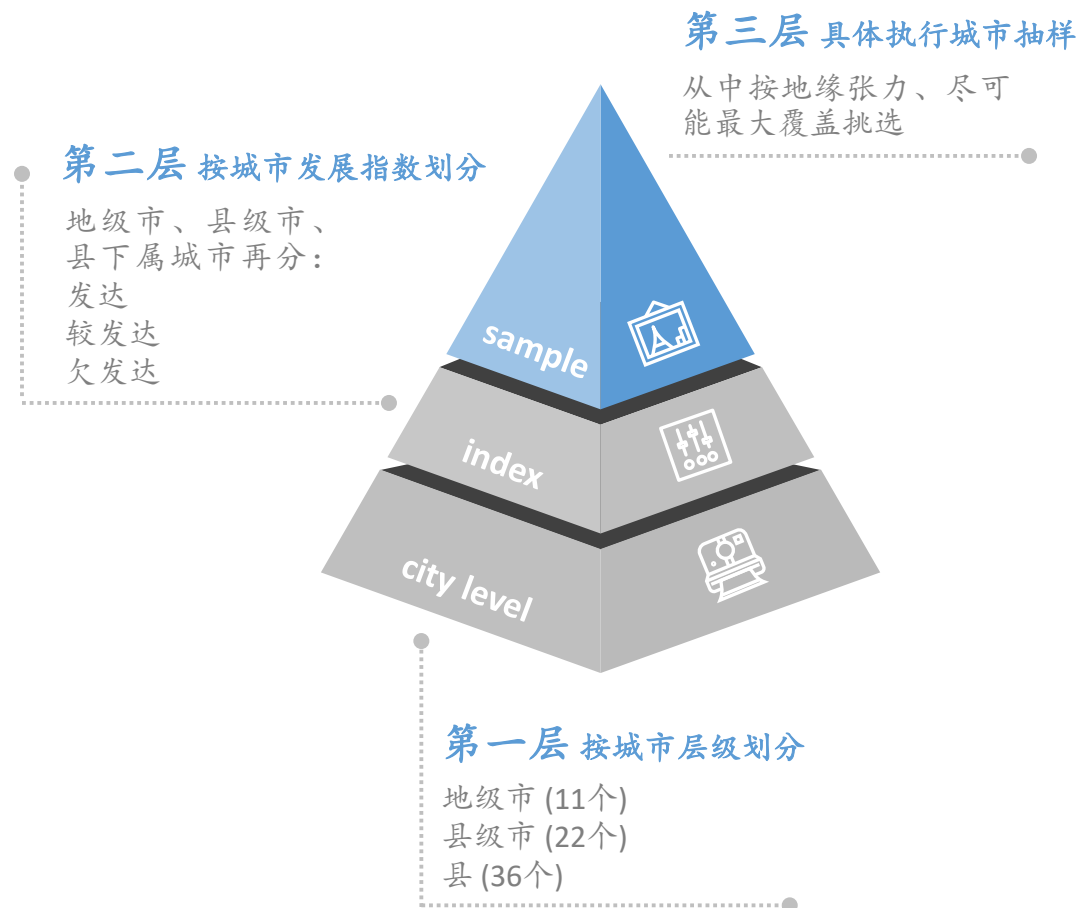 第三层 具体执行城市抽样
从中按地缘张力、尽可
能最大覆盖挑选
第二层 按城市发展指数划分
地级市、县级市、
县下属城市再分：
发达
较发达
欠发达
sample
index
city level
第一层 按城市层级划分
地级市 (11个)
县级市 (22个)
县 (36个)